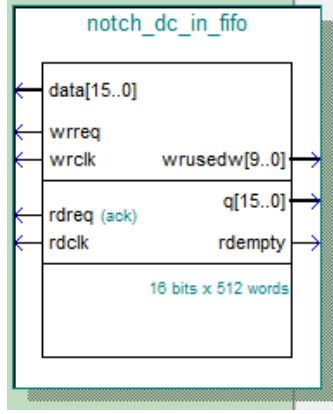 notch_dc_in_fifo
data[15..0]
wrreq
wrclk wrusedw[9..0]
q[15..0]
rdreq (ack)
rdclk rdempty
16 bits x 512 words